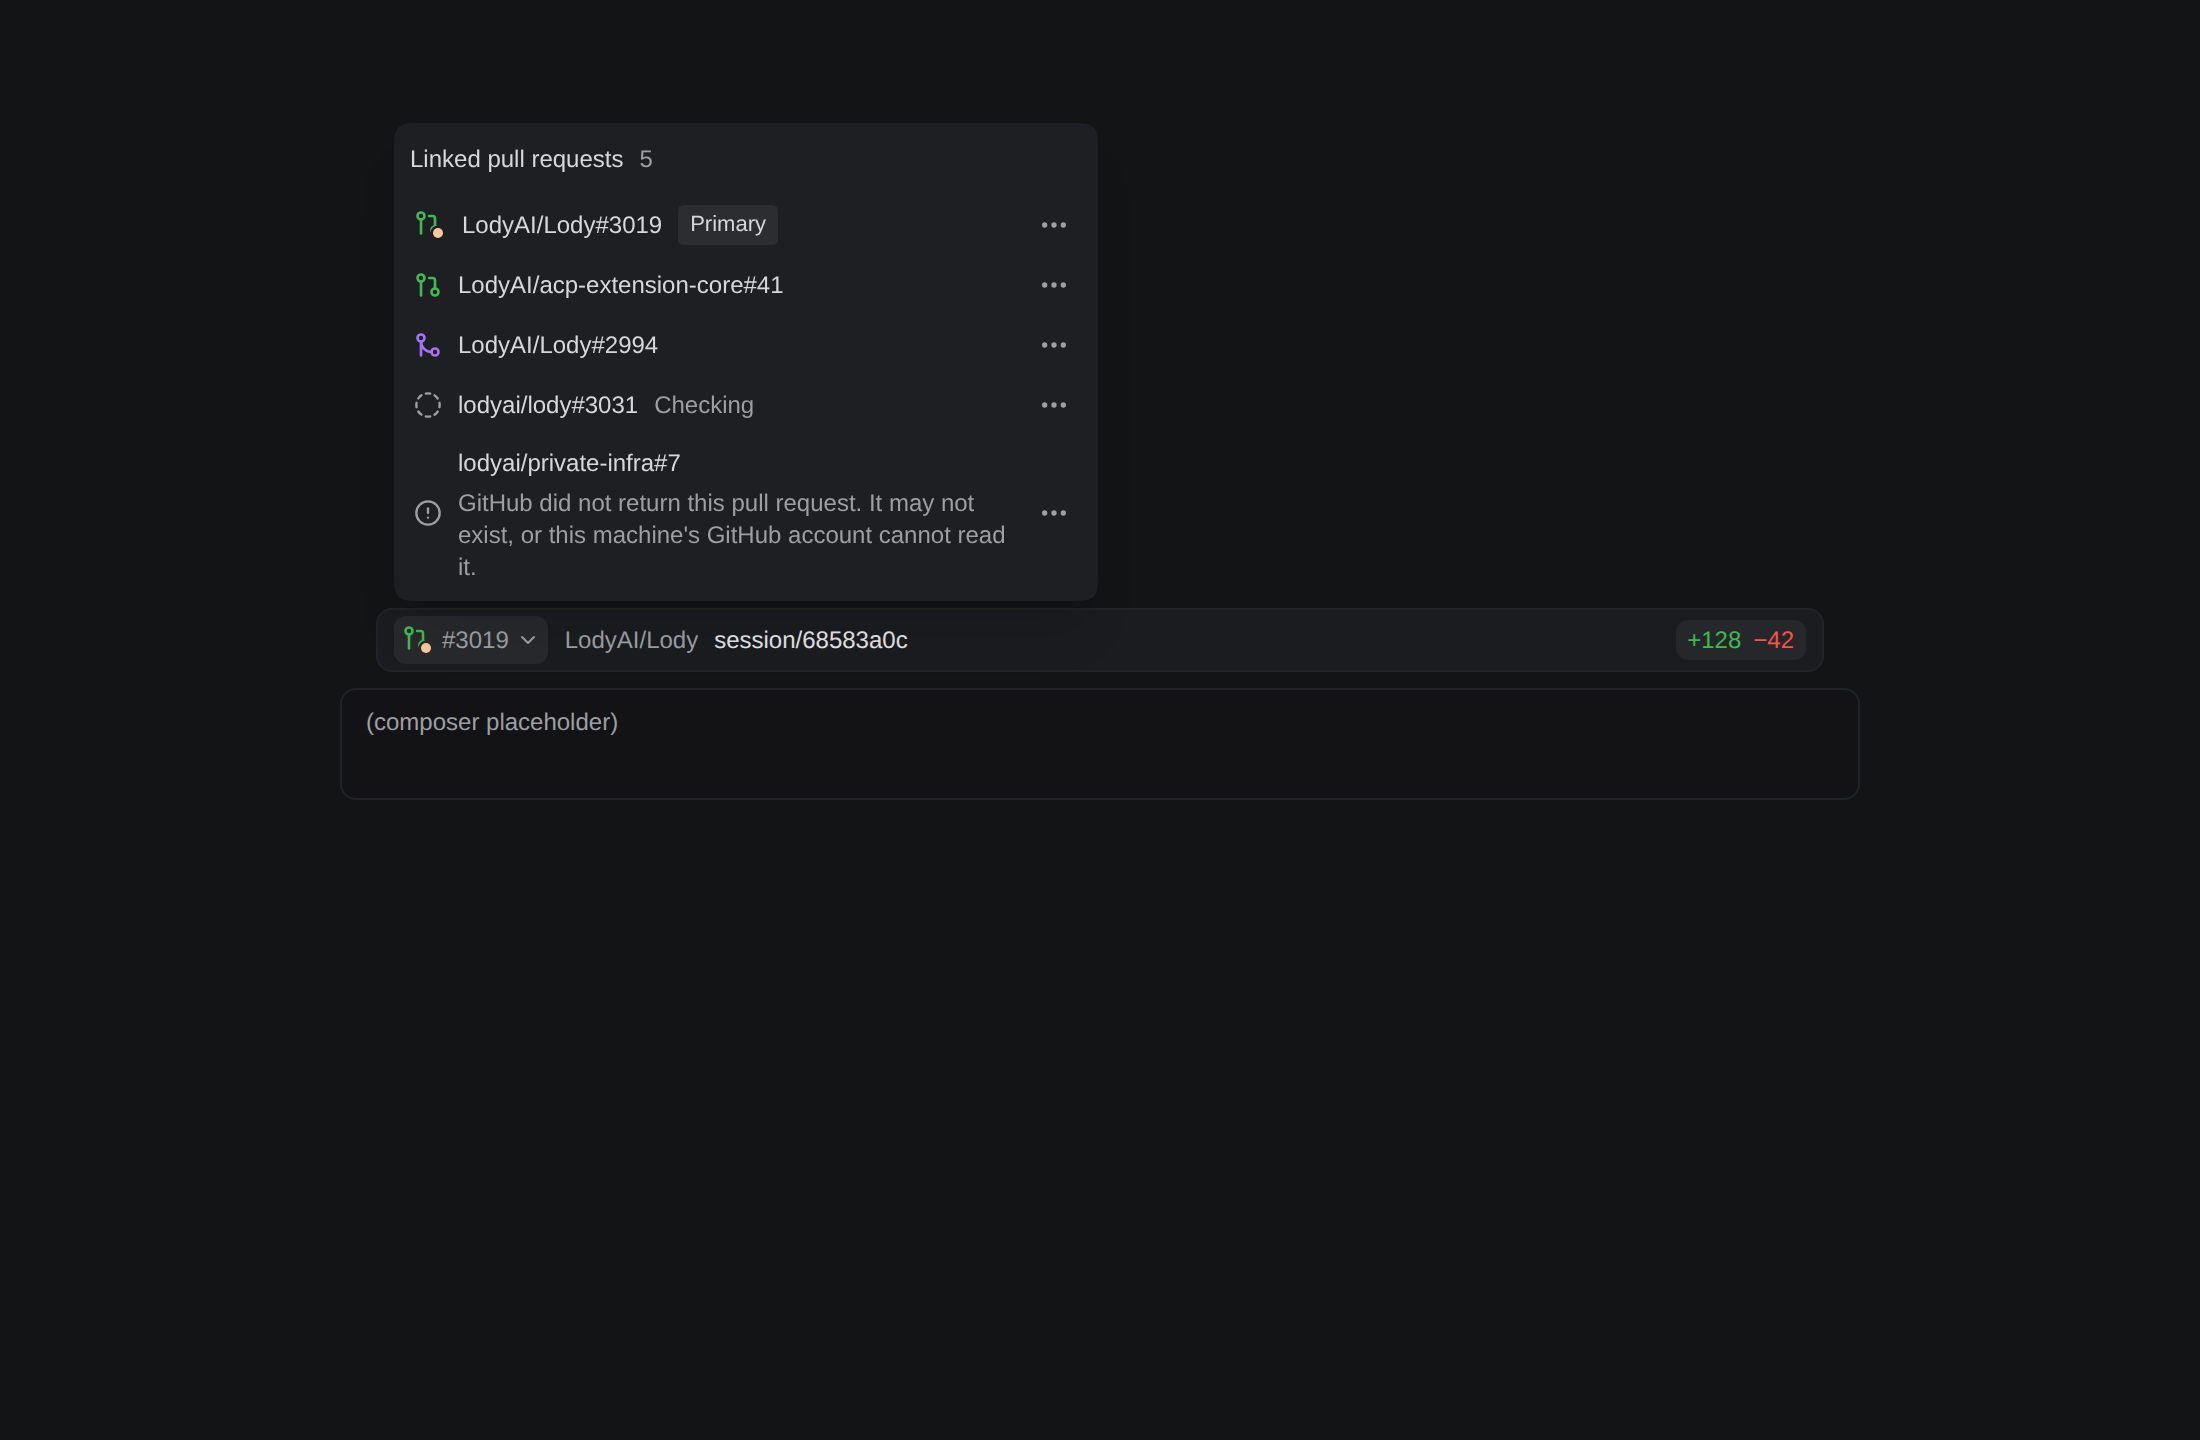 Linked pull requests 5
LodyAI/Lody#3019 Primary
LodyAI/acp-extension-core#41
LodyAI/Lody#2994
lodyai/lody#3031 Checking
lodyai/private-infra#7
GitHub did not return this pull request. It may not
exist, or this machine's GitHub account cannot read
it.
#3019 LodyAI/Lody session/68583a0c +128 −42
(composer placeholder)